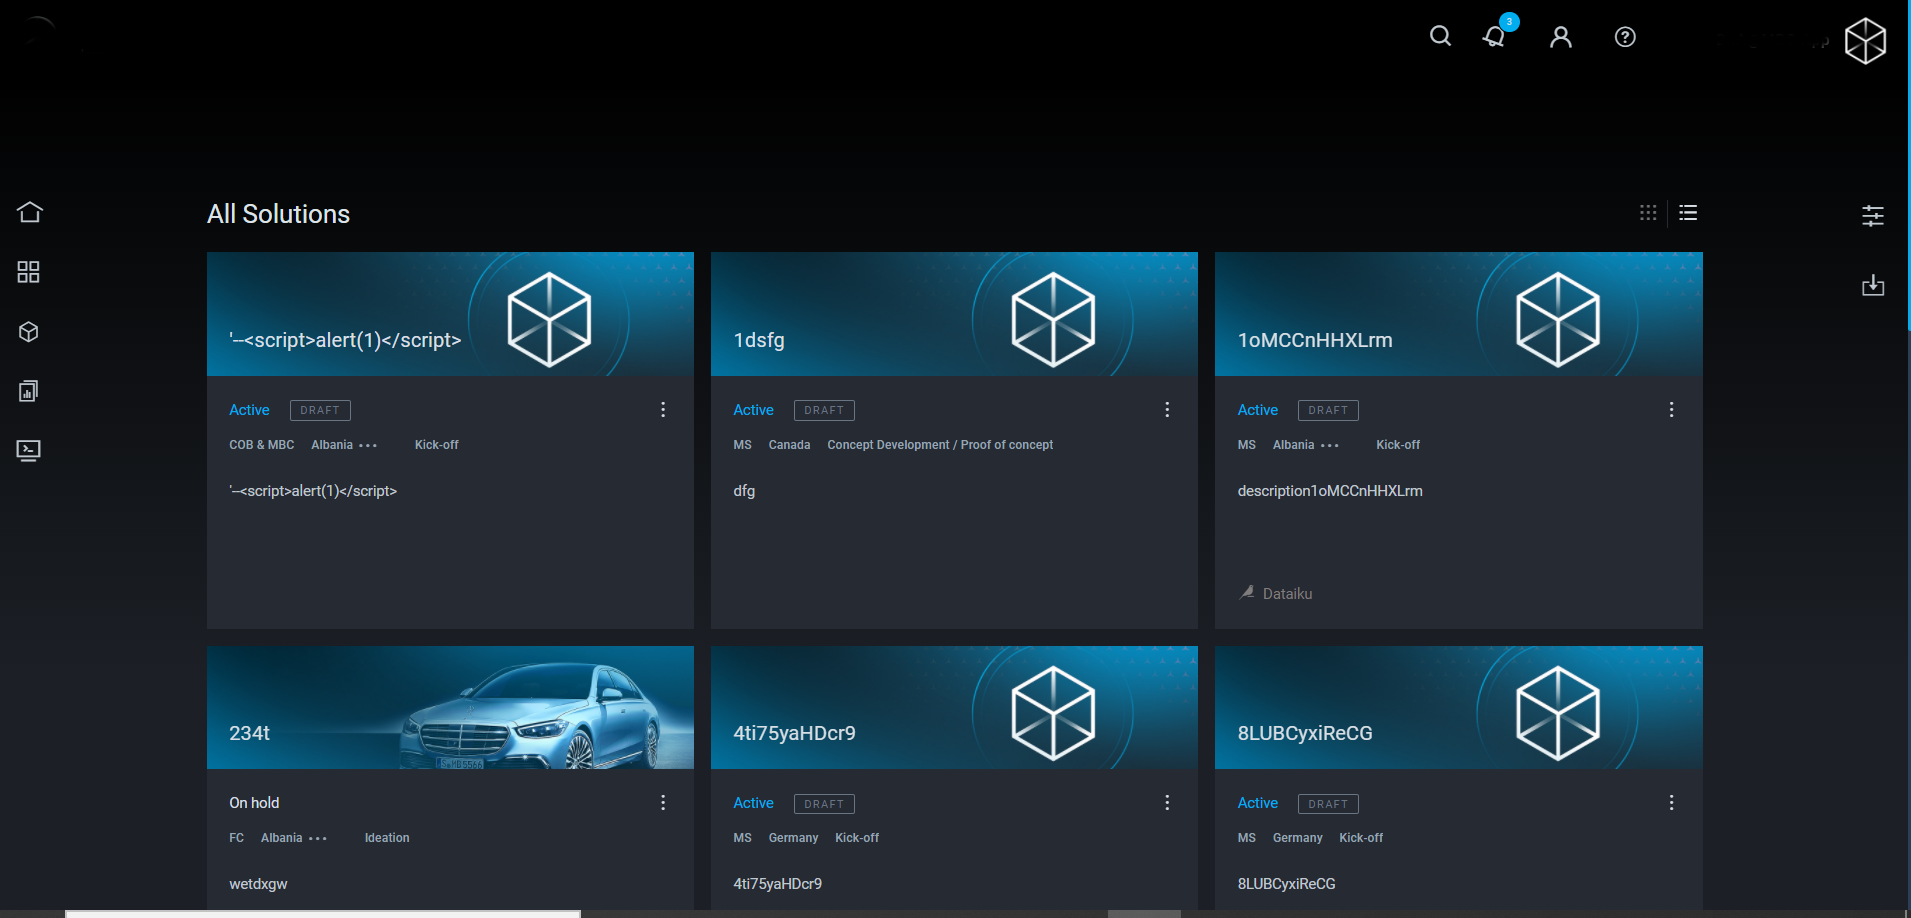 3
All Solutions
'--<script>alert(1)</script>
1dsfg
1oMCCnHHXLrm
Active DRAFT
Active DRAFT
Active DRAFT
COB & MBC Albania ••• Kick-off
MS Canada Concept Development / Proof of concept
MS Albania ••• Kick-off
'--<script>alert(1)</script>
dfg
description1oMCCnHHXLrm
Dataiku
234t
4ti75yaHDcr9
8LUBCyxiReCG
On hold
Active DRAFT
Active DRAFT
FC Albania ••• Ideation
MS Germany Kick-off
MS Germany Kick-off
wetdxgw
4ti75yaHDcr9
8LUBCyxiReCG